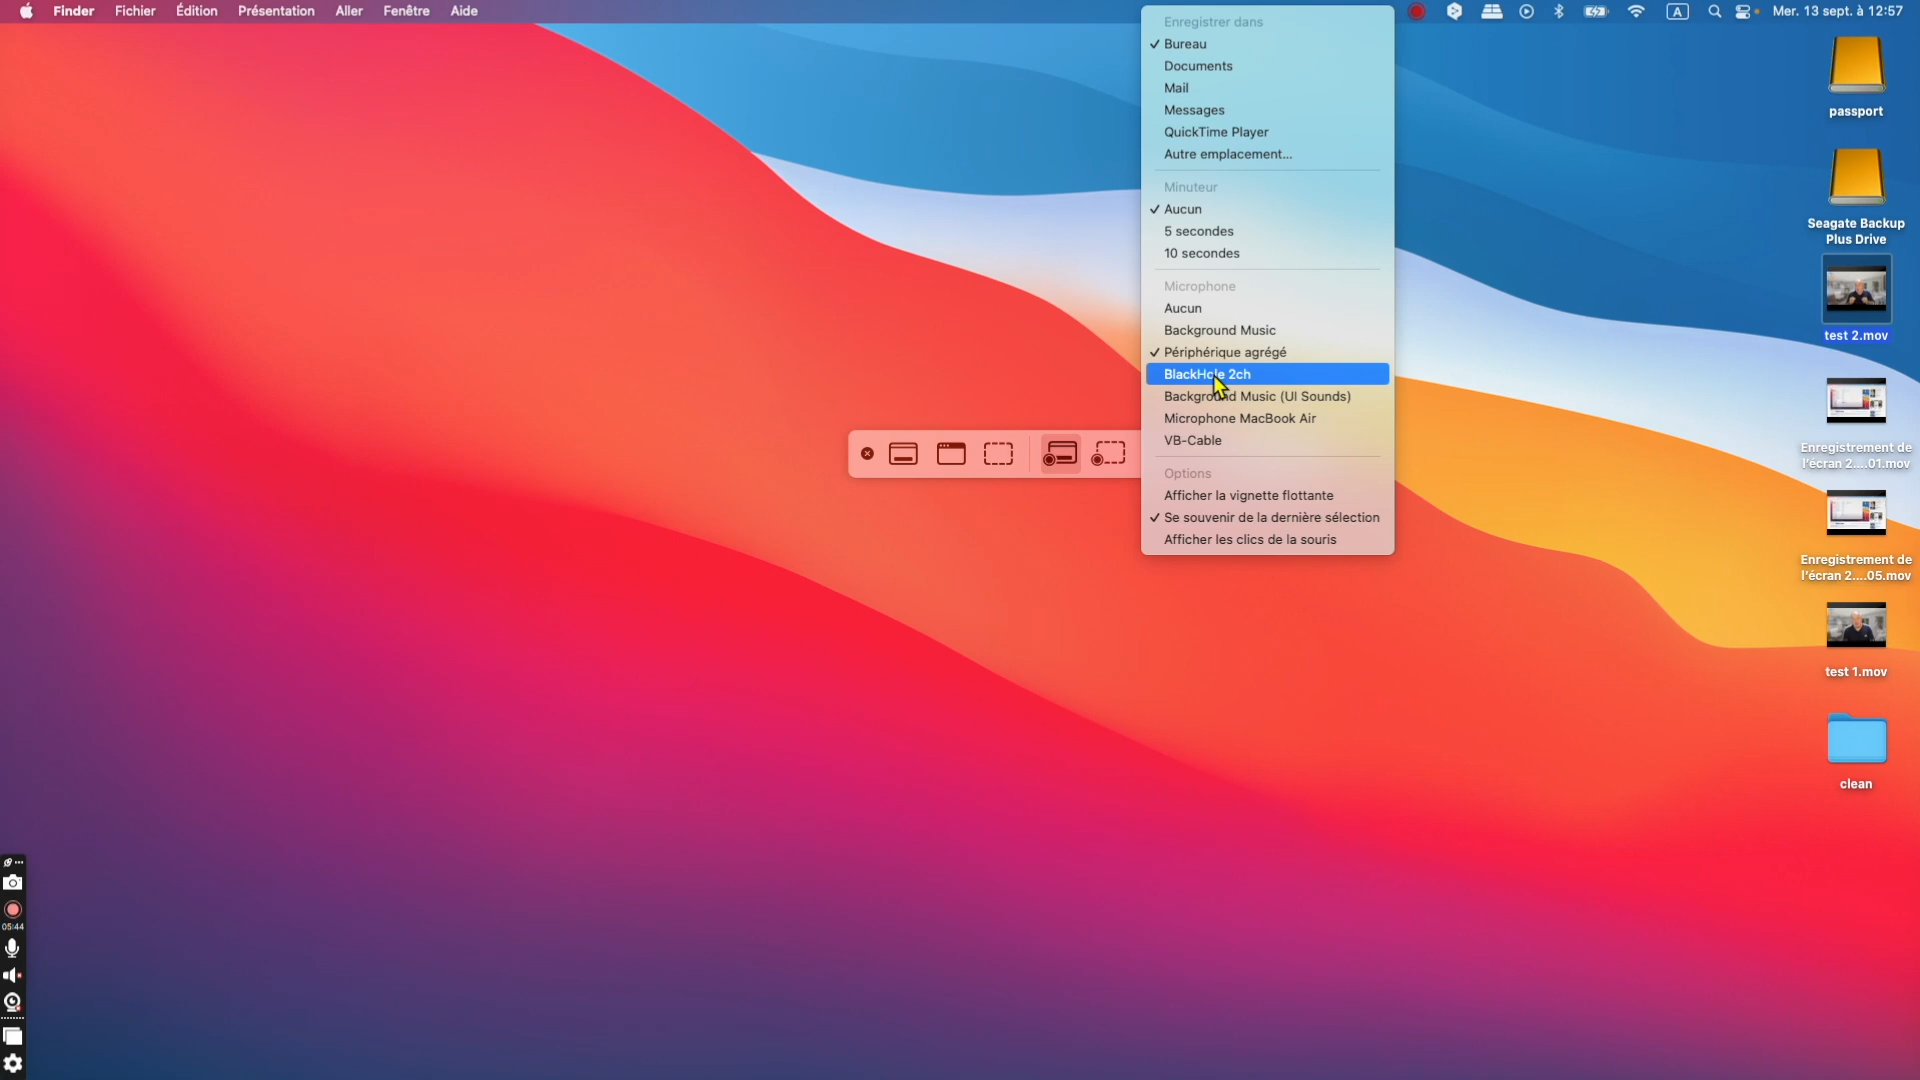 Finder Fichier Édition Présentation Aller Fenêtre Aide
A Mer. 13 sept. à 12:57
Enregistrer dans
✓ Bureau
Documents
Mail
Messages
QuickTime Player
Autre emplacement...
Minuteur
✓ Aucun
5 secondes
10 secondes
Microphone
Aucun
Background Music
✓ Périphérique agrégé
BlackHole 2ch
Background Music (UI Sounds)
Microphone MacBook Air
VB-Cable
Options
Afficher la vignette flottante
✓ Se souvenir de la dernière sélection
Afficher les clics de la souris
passport
Seagate Backup
Plus Drive
test 2.mov
Enregistrement de
l'écran 2....01.mov
Enregistrement de
l'écran 2....05.mov
test 1.mov
clean
05:44